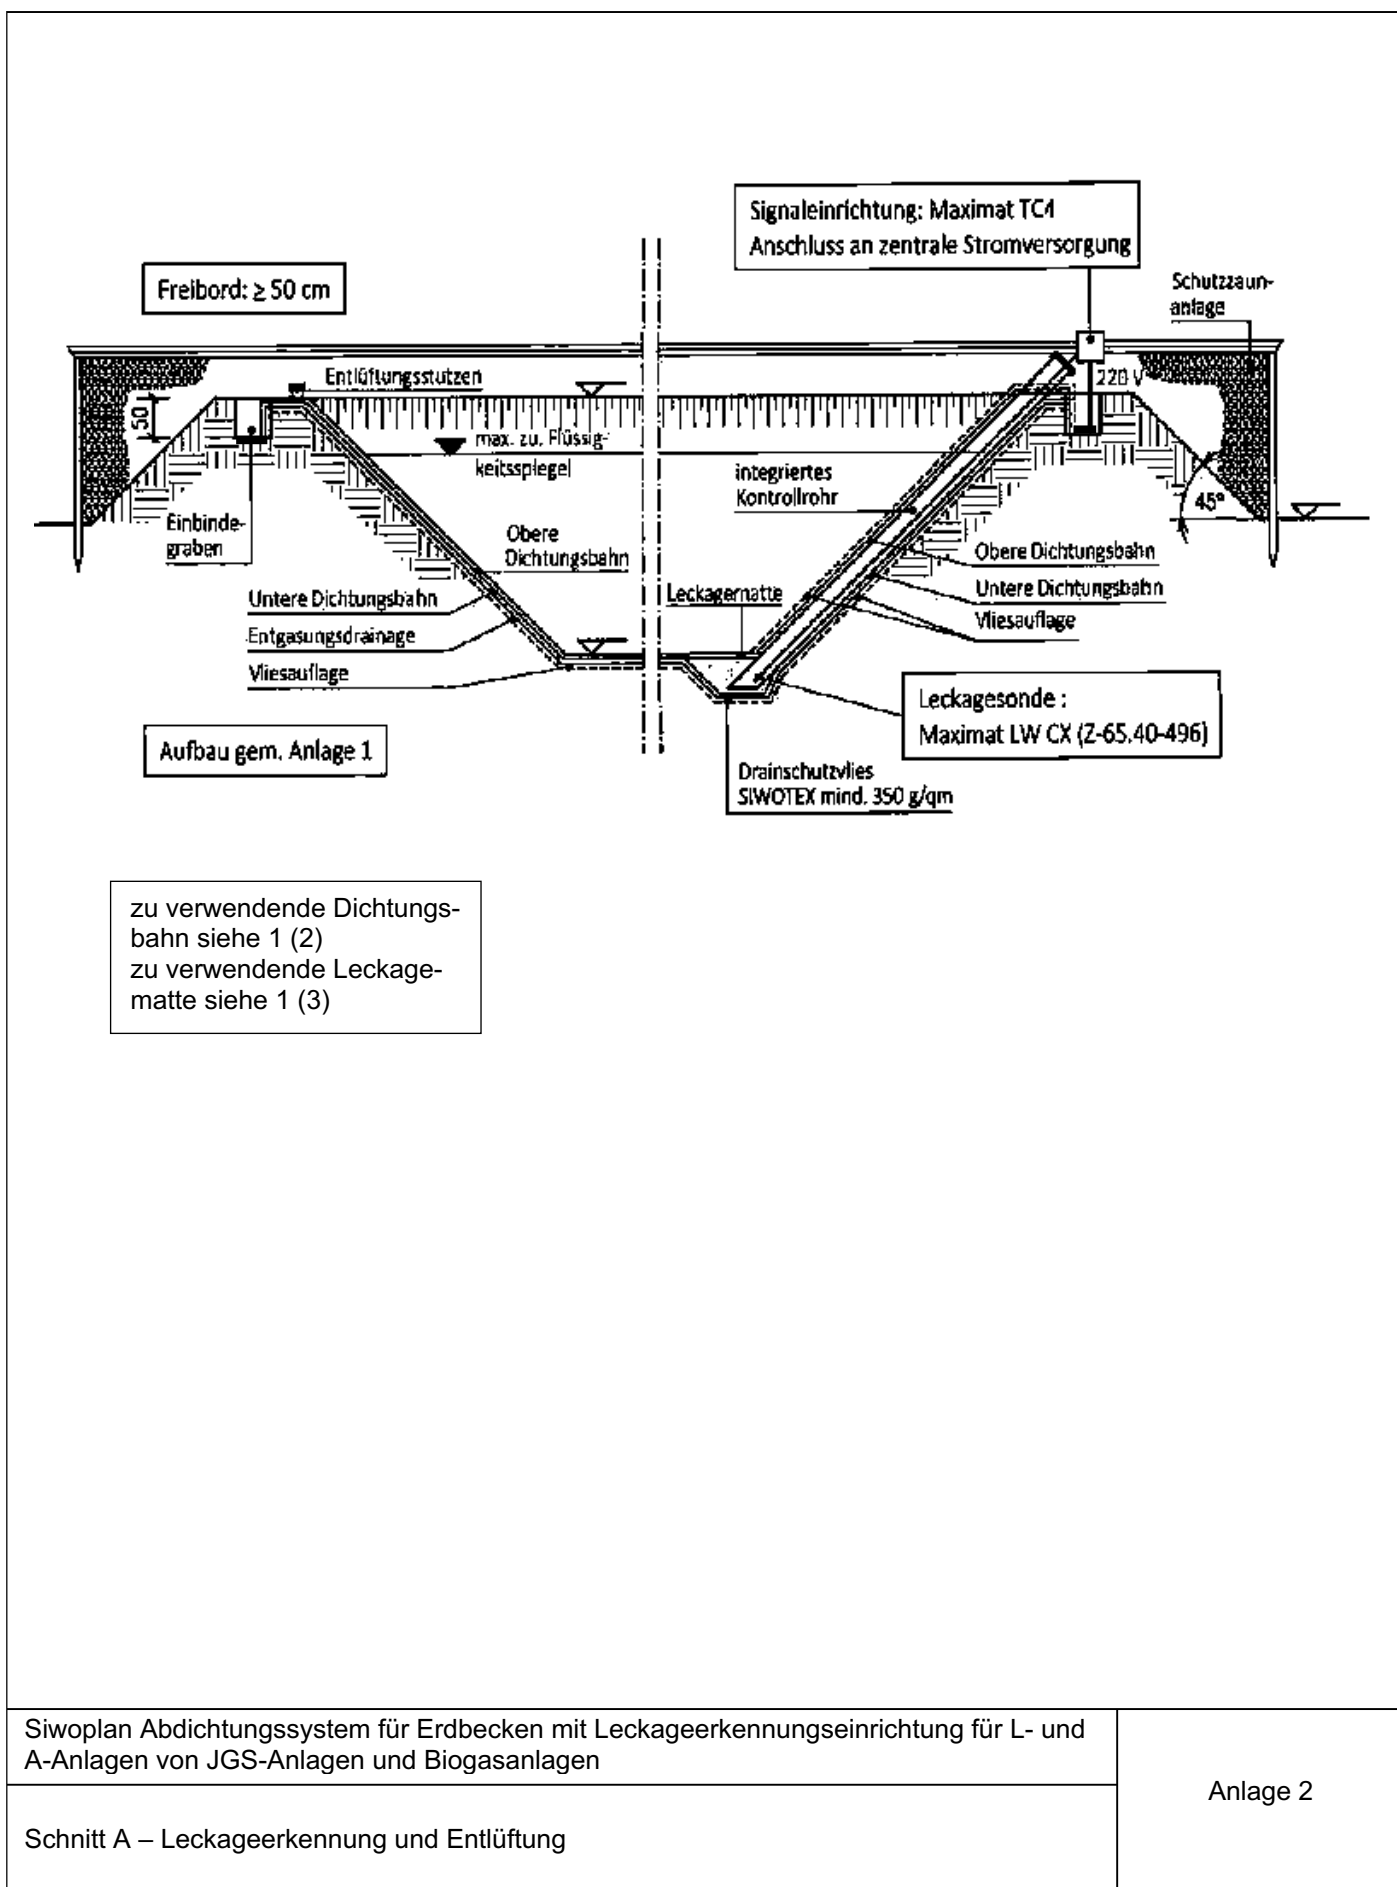 Signaleinrichtung: Maximat TC4
Anschluss an zentrale Stromversorgung
Freibord: ≥ 50 cm
Schutzzaun-
anlage
Entlüftungsstutzen
220 V
50
max. zu. Flüssig-
keitsspiegel
integriertes
Kontrollrohr
45°
Einbinde-
graben
Obere
Dichtungsbahn
Obere Dichtungsbahn
Untere Dichtungsbahn
Leckagematte
Untere Dichtungsbahn
Entgasungsdrainage
Vliesauflage
Vliesauflage
Leckagesonde :
Maximat LW CX (Z-65.40-496)
Aufbau gem. Anlage 1
Drainschutzvlies
SIWOTEX mind. 350 g/qm
zu verwendende Dichtungs-
bahn siehe 1 (2)
zu verwendende Leckage-
matte siehe 1 (3)
Siwoplan Abdichtungssystem für Erdbecken mit Leckageerkennungseinrichtung für L- und
A-Anlagen von JGS-Anlagen und Biogasanlagen
Anlage 2
Schnitt A – Leckageerkennung und Entlüftung